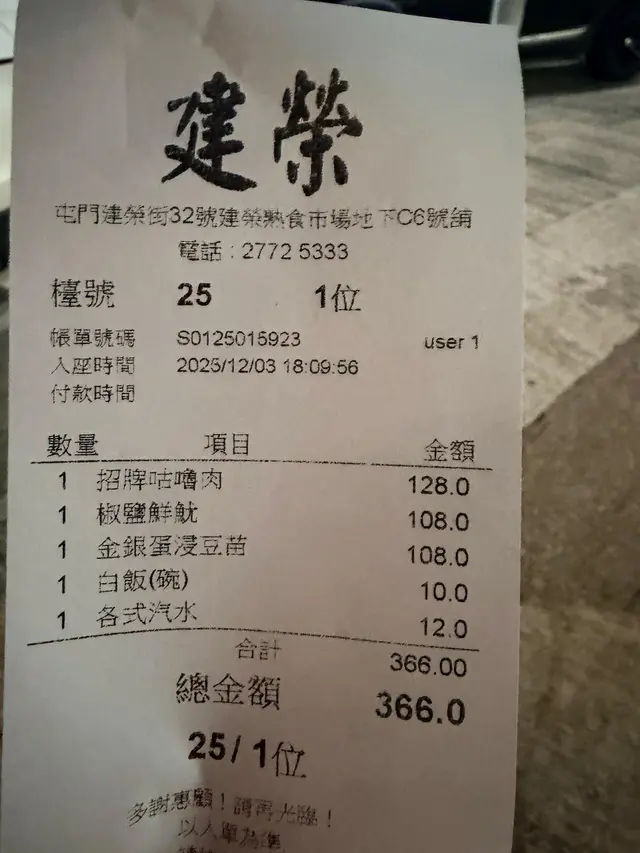 建榮
屯門建榮街32號建榮熟食市場地下C6號舖
電話：2772 5333
檯號 25 1位
帳單號碼 S0125015923 user 1
入座時間 2025/12/03 18:09:56
付款時間
數量 項目 金額
1 招牌咕嚕肉 128.0
1 椒鹽鮮魷 108.0
1 金銀蛋浸豆苗 108.0
1 白飯(碗) 10.0
1 各式汽水 12.0
合計 366.00
總金額 366.0
25/ 1位
多謝惠顧！請再光臨！
以入單為準